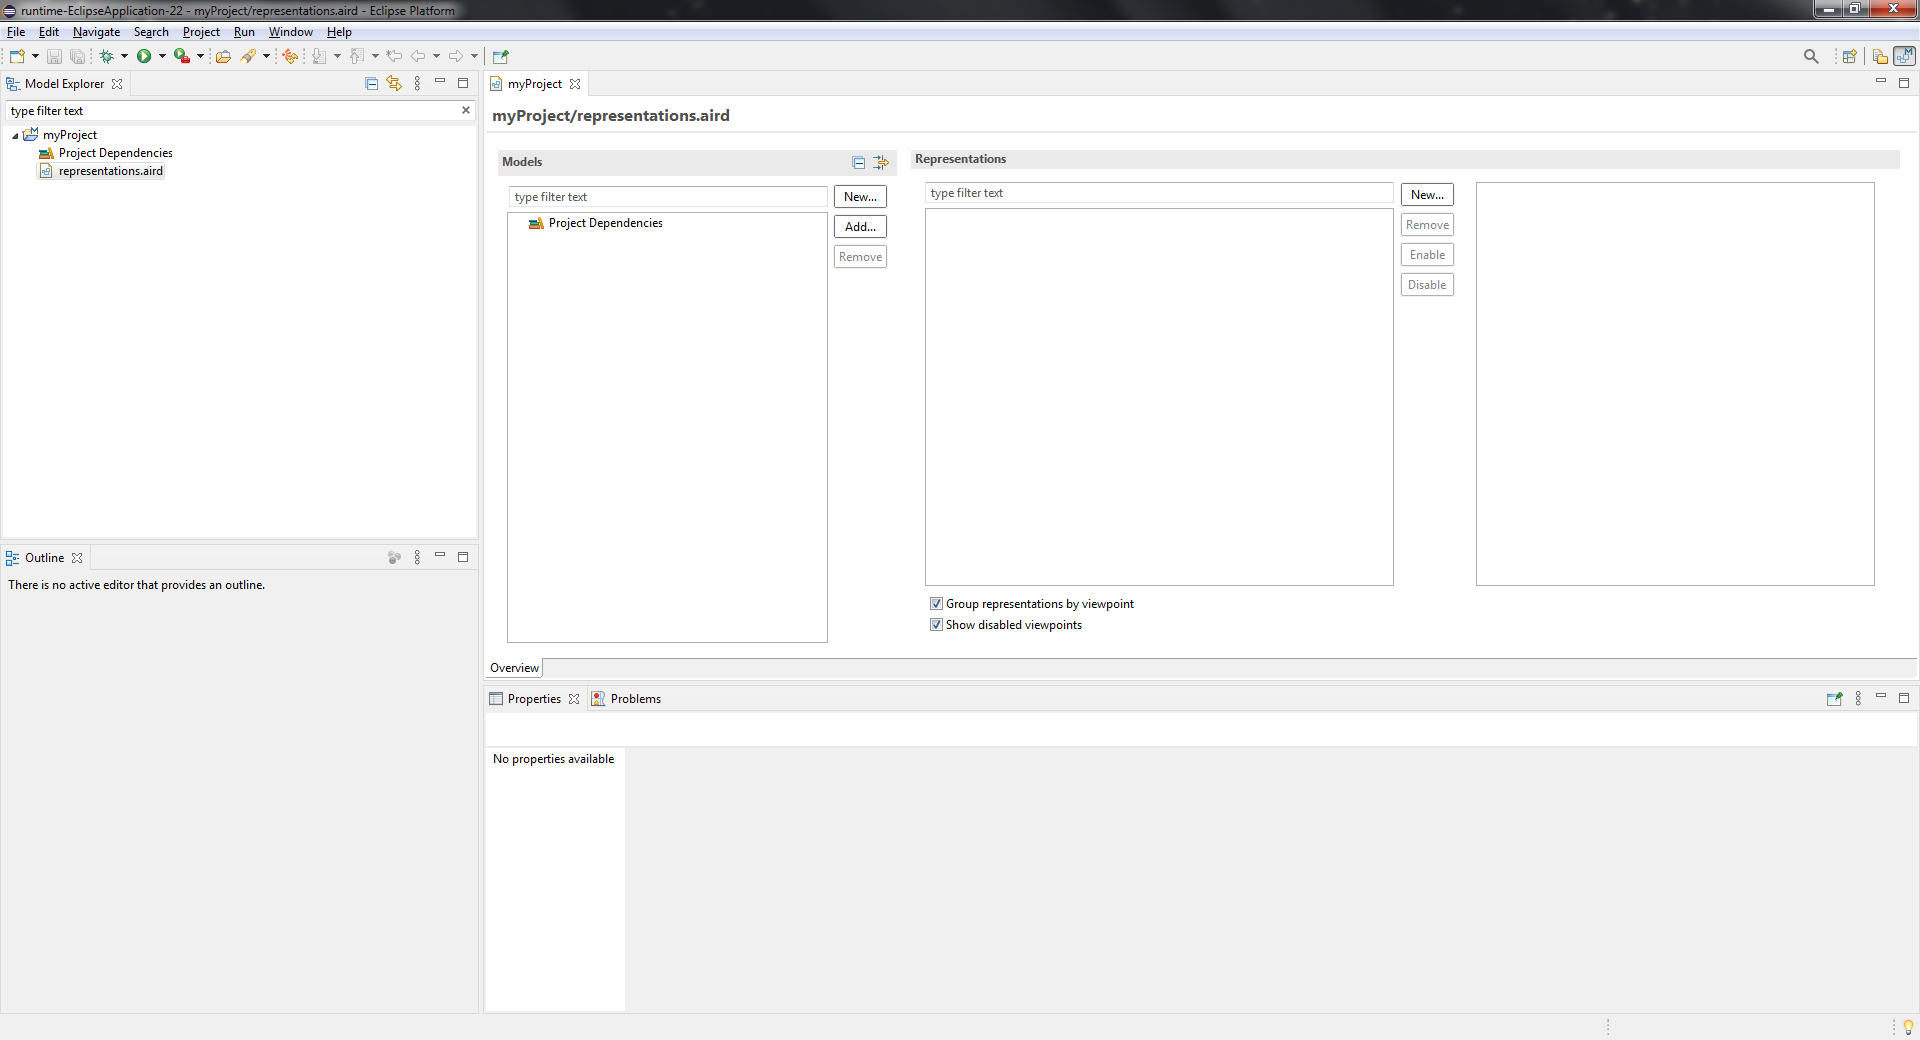 runtime-EclipseApplication-22 - myProject/representations.aird - Eclipse Platform
File Edit Navigate Search Project Run Window Help
Model Explorer
type filter text
myProject
Project Dependencies
representations.aird
Outline
There is no active editor that provides an outline.
myProject
myProject/representations.aird
Models
type filter text
New...
Project Dependencies
Add...
Remove
Representations
type filter text
New...
Remove
Enable
Disable
Group representations by viewpoint
Show disabled viewpoints
Overview
Properties
Problems
No properties available